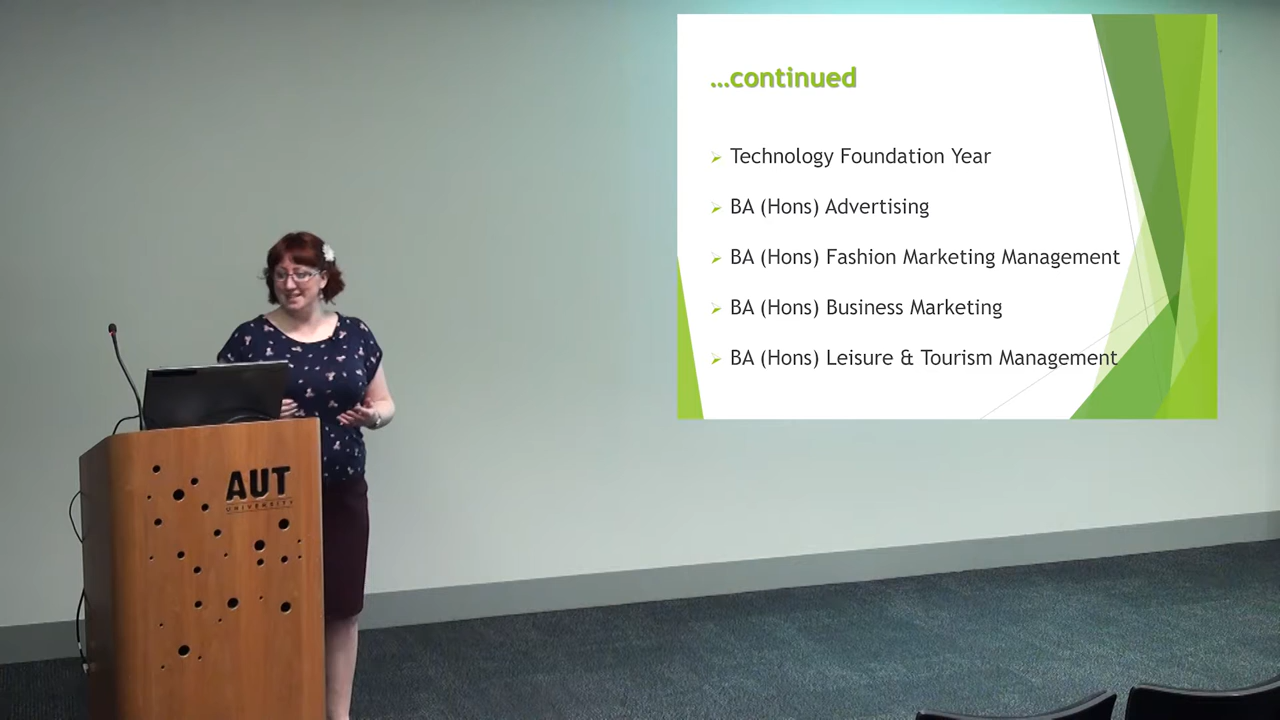 ...continued
Technology Foundation Year
BA (Hons) Advertising
BA (Hons) Fashion Marketing Management
BA (Hons) Business Marketing
BA (Hons) Leisure & Tourism Management
AUT
UNIVERSITY